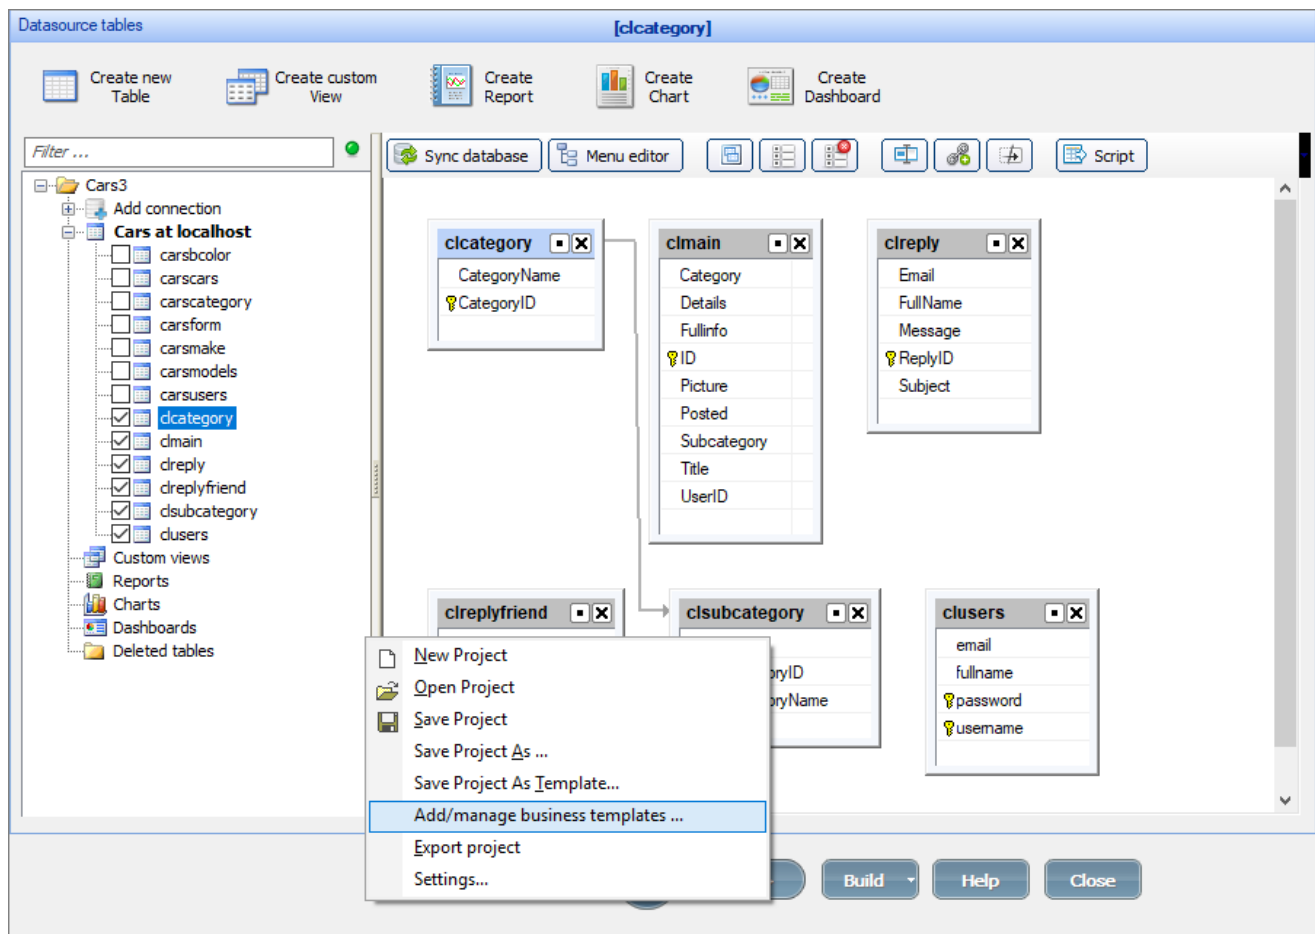 Datasource tables
[clcategory]
Create new
Table
Create custom
View
Create
Report
Create
Chart
Create
Dashboard
Filter ...
Sync database
Menu editor
Script
Cars3
Add connection
Cars at localhost
carsbcolor
carscars
carscategory
carsform
carsmake
carsmodels
carsusers
clcategory
clmain
clreply
clreplyfriend
clsubcategory
clusers
Custom views
Reports
Charts
Dashboards
Deleted tables
clcategory
CategoryName
CategoryID
clmain
Category
Details
Fullinfo
ID
Picture
Posted
Subcategory
Title
UserID
clreply
Email
FullName
Message
ReplyID
Subject
clreplyfriend
clsubcategory
oryID
oryName
clusers
email
fullname
password
username
New Project
Open Project
Save Project
Save Project As ...
Save Project As Template...
Add/manage business templates ...
Export project
Settings...
Build
Help
Close